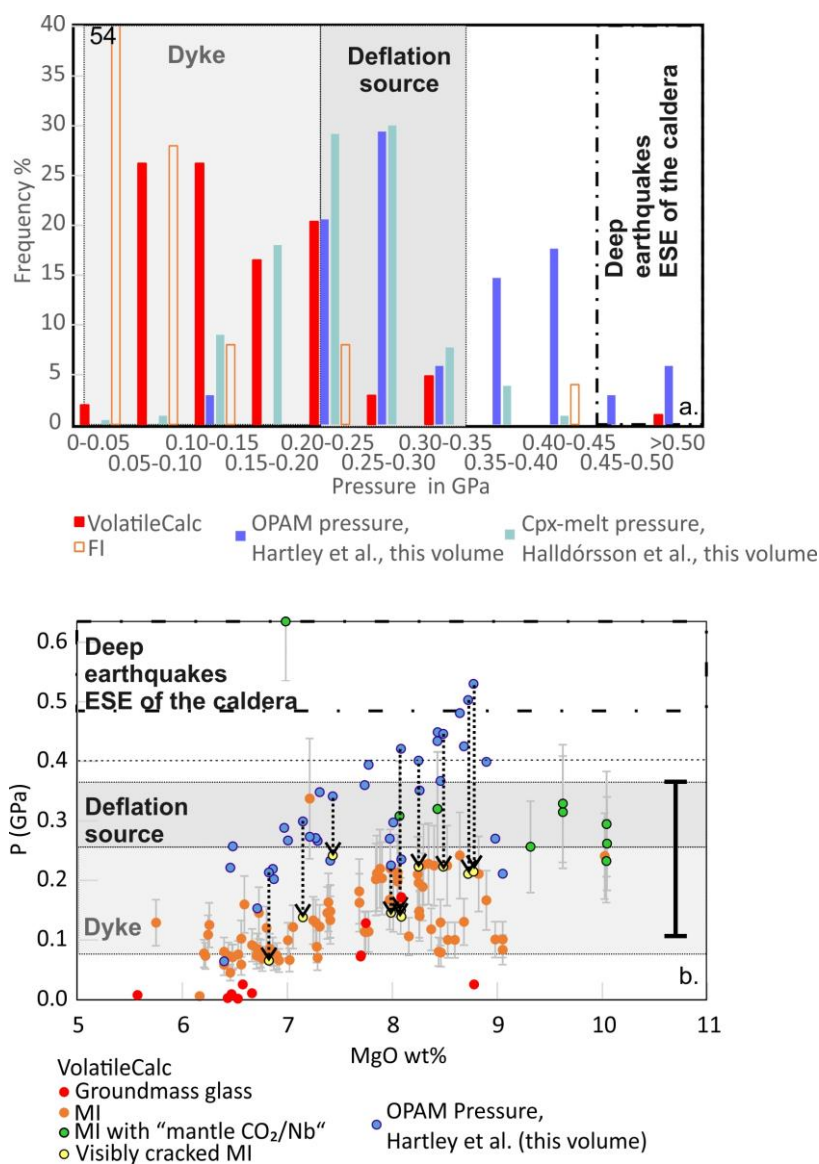 40
54
Dyke
Deflation
source
35
30
25
20
15
10
5
0
Frequency %
Deep
earthquakes
ESE of the caldera
a.
0-0.05
0.10-0.15
0.20-0.25
0.30-0.35
0.40-0.45
>0.50
0.05-0.10
0.15-0.20
0.25-0.30
0.35-0.40
0.45-0.50
Pressure in GPa
VolatileCalc
FI
OPAM pressure,
Hartley et al., this volume
Cpx-melt pressure,
Halldórsson et al., this volume
0.6
0.5
0.4
0.3
0.2
0.1
0.0
P (GPa)
Deep
earthquakes
ESE of the caldera
Deflation
source
Dyke
b.
5
6
7
8
9
10
11
MgO wt%
VolatileCalc
Groundmass glass
MI
MI with “mantle CO₂/Nb“
Visibly cracked MI
OPAM Pressure,
Hartley et al. (this volume)